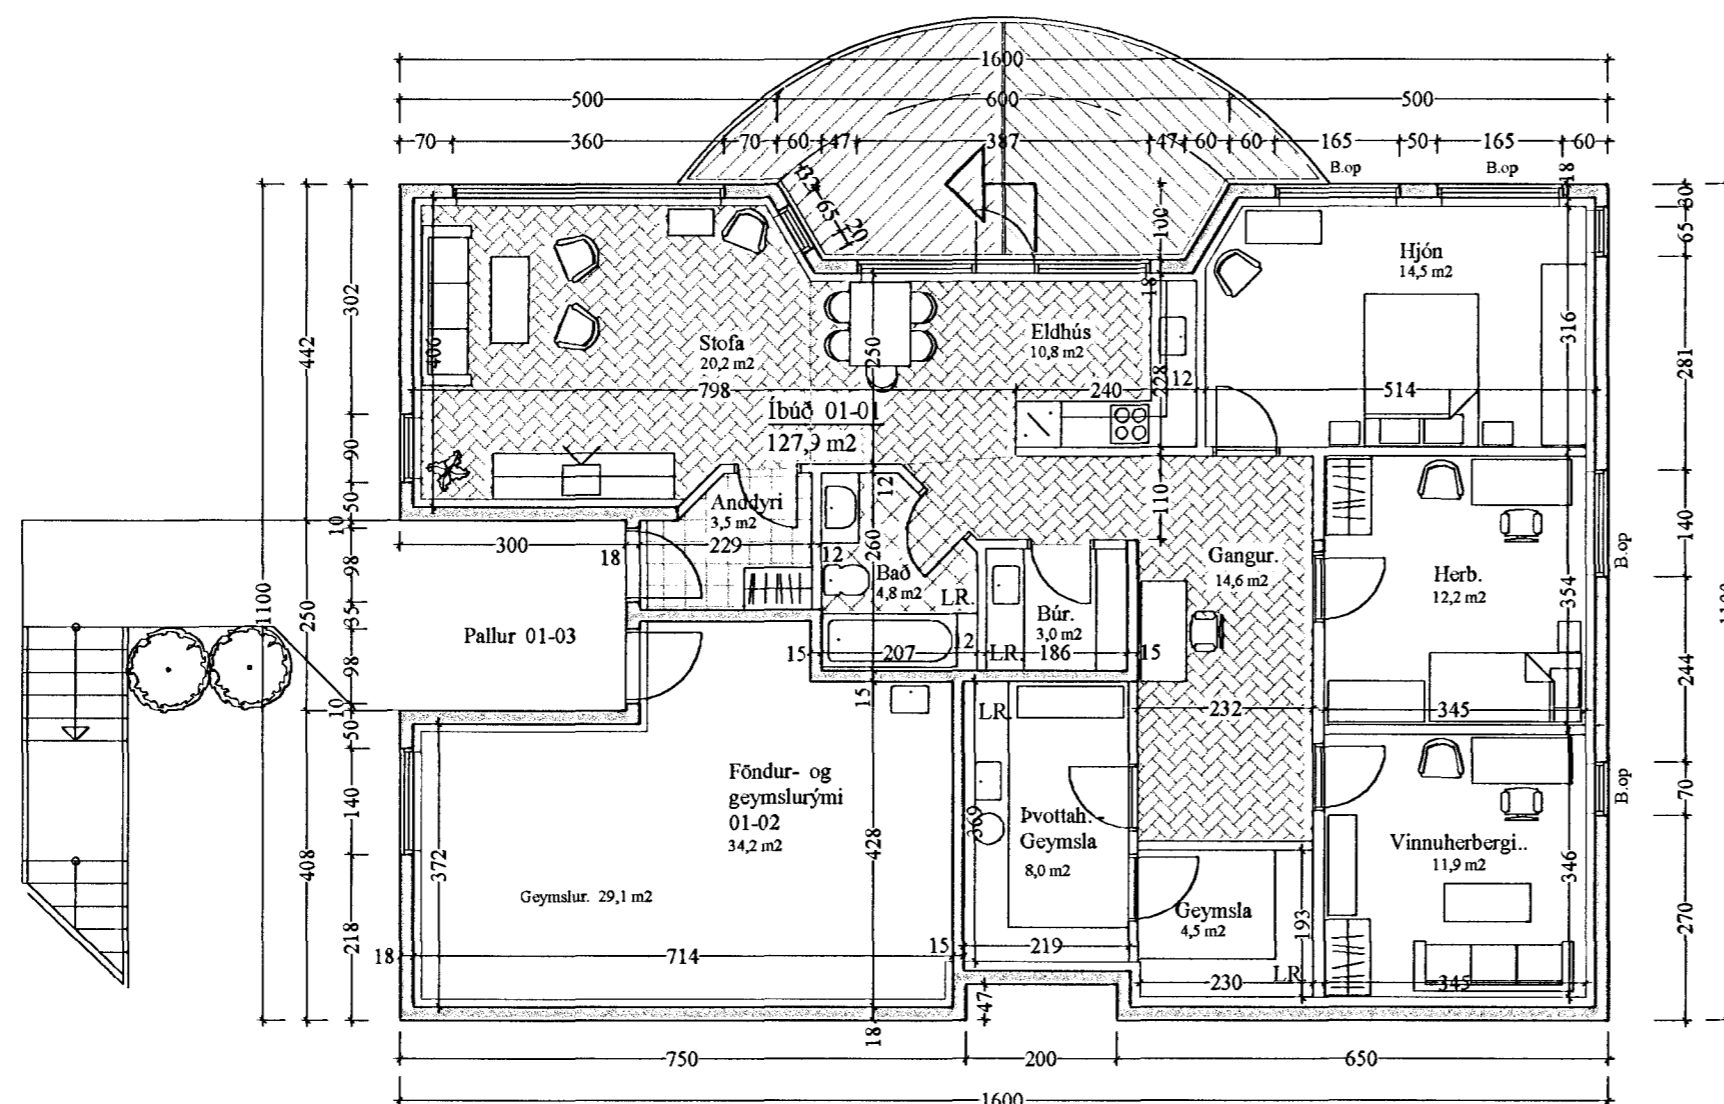 1600
500 600 500
70 360 70 60 47 387 47 60 60 165 50 165 60
B.op B.op
18
32 65 20
100
30
65
302
442
Hjón
14,5 m2
18
Stofa
20,2 m2
Eldhús
10,8 m2
406
250
316
281
798
240
228
12
514
Íbúð 01-01
127,9 m2
90
50
12
110
Anddyri
3,5 m2
10
300
18
229
12
260
98
1100
250
35
Bað
4,8 m2
LR.
Gangur.
14,6 m2
Herb.
12,2 m2
140
B.op
354
1100
Pallur 01-03
Búr.
3,0 m2
15
207
12
LR.
186
15
98
10
50
15
LR.
232
345
244
Föndur- og
geymslurými
01-02
34,2 m2
140
408
372
428
369
Þvottah. -
Geymsla
8,0 m2
70
B.op
Vinnuherbergi..
11,9 m2
346
Geymslur. 29,1 m2
Geymsla
4,5 m2
193
218
270
18
714
15
219
230
LR
345
47
18
750 200 650
1600